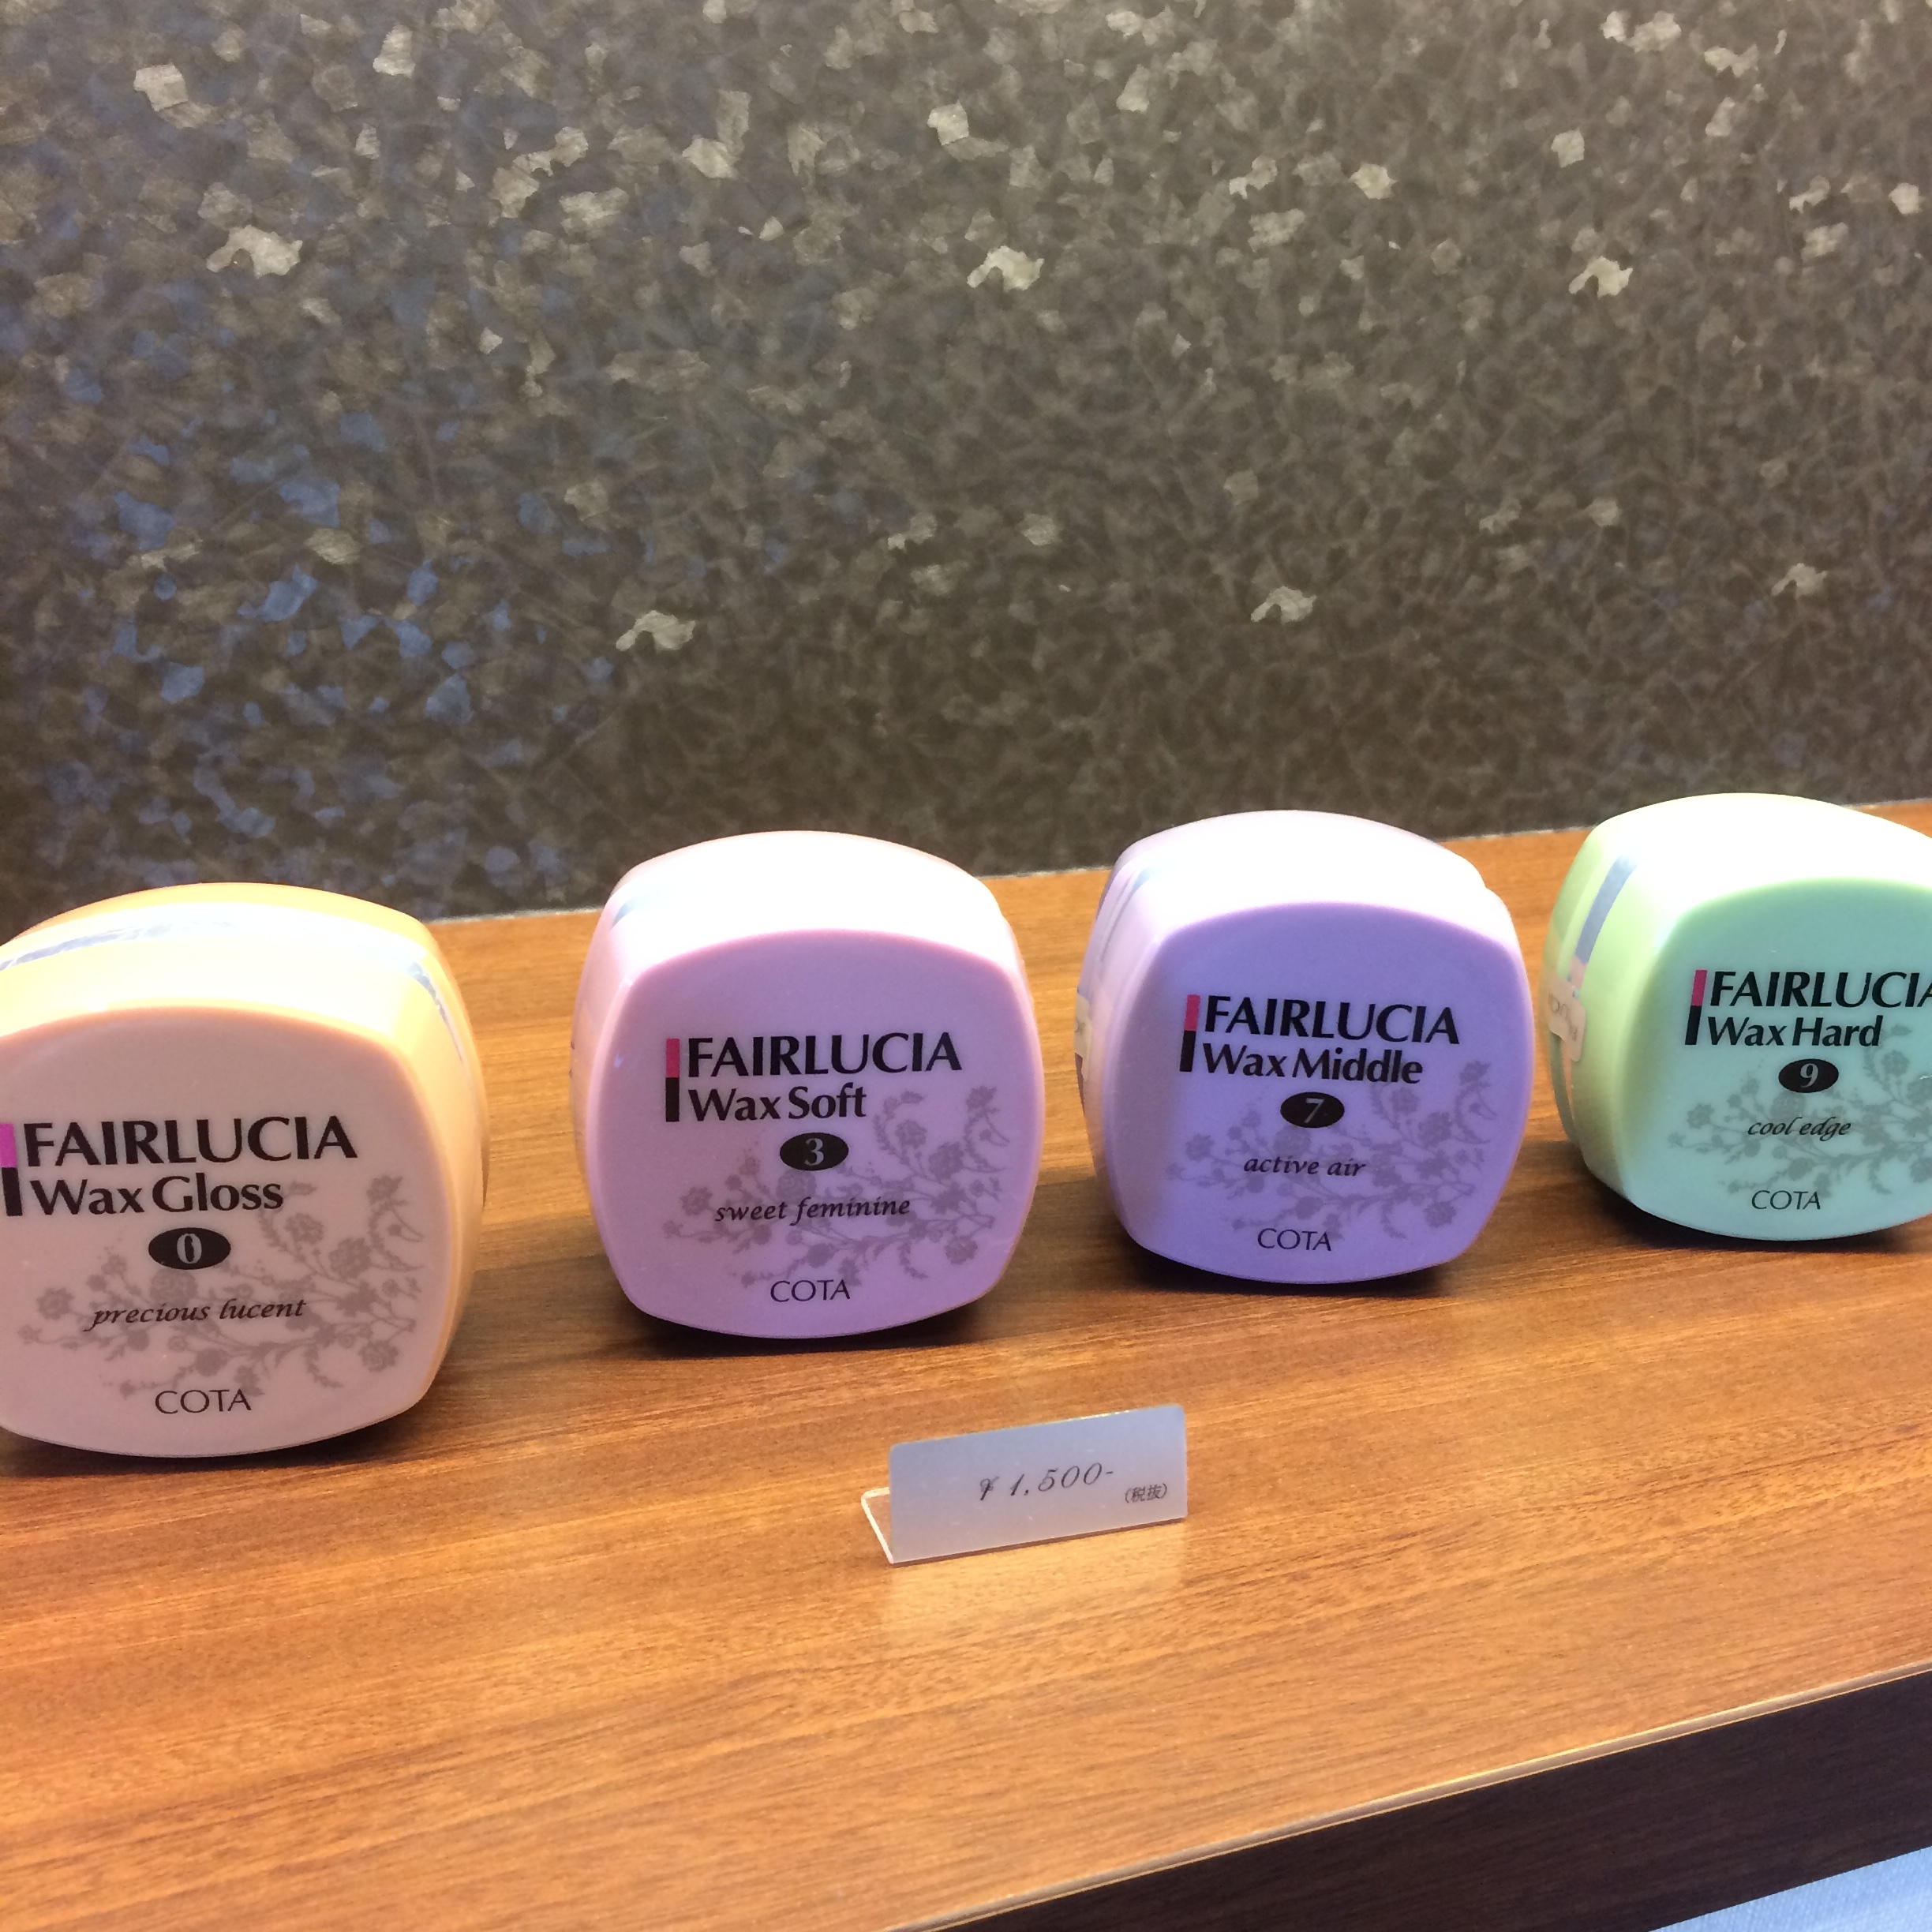 FAIRLUCIA
Wax Gloss
0
precious lucent
COTA
FAIRLUCIA
Wax Soft
3
sweet feminine
COTA
FAIRLUCIA
Wax Middle
7
active air
COTA
FAIRLUCIA
Wax Hard
9
cool edge
COTA
¥1,500-
(税抜)